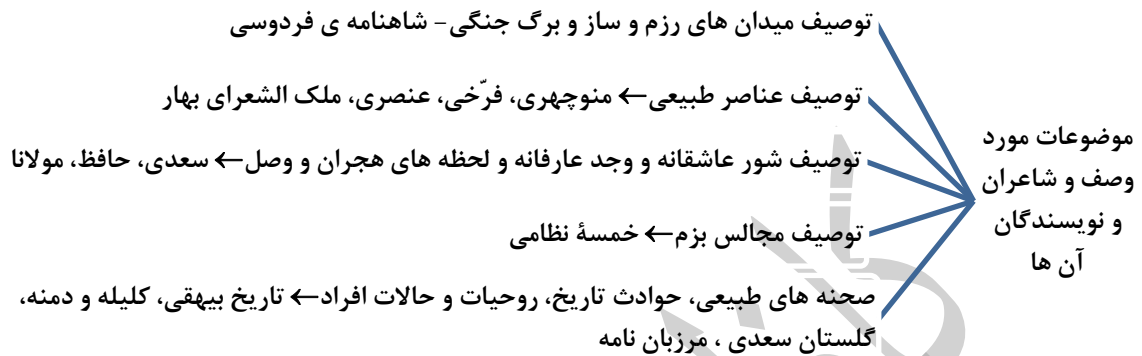 موضوعات مورد
وصف و شاعران
و نویسندگان
آن ها
توصیف میدان های رزم و ساز و برگ جنگی- شاهنامه ی فردوسی
توصیف عناصر طبیعی← منوچهری، فرّخی، عنصری، ملک الشعرای بهار
توصیف شور عاشقانه و وجد عارفانه و لحظه های هجران و وصل← سعدی، حافظ، مولانا
توصیف مجالس بزم← خمسۀ نظامی
صحنه های طبیعی، حوادث تاریخ، روحیات و حالات افراد← تاریخ بیهقی، کلیله و دمنه،
گلستان سعدی ، مرزبان نامه